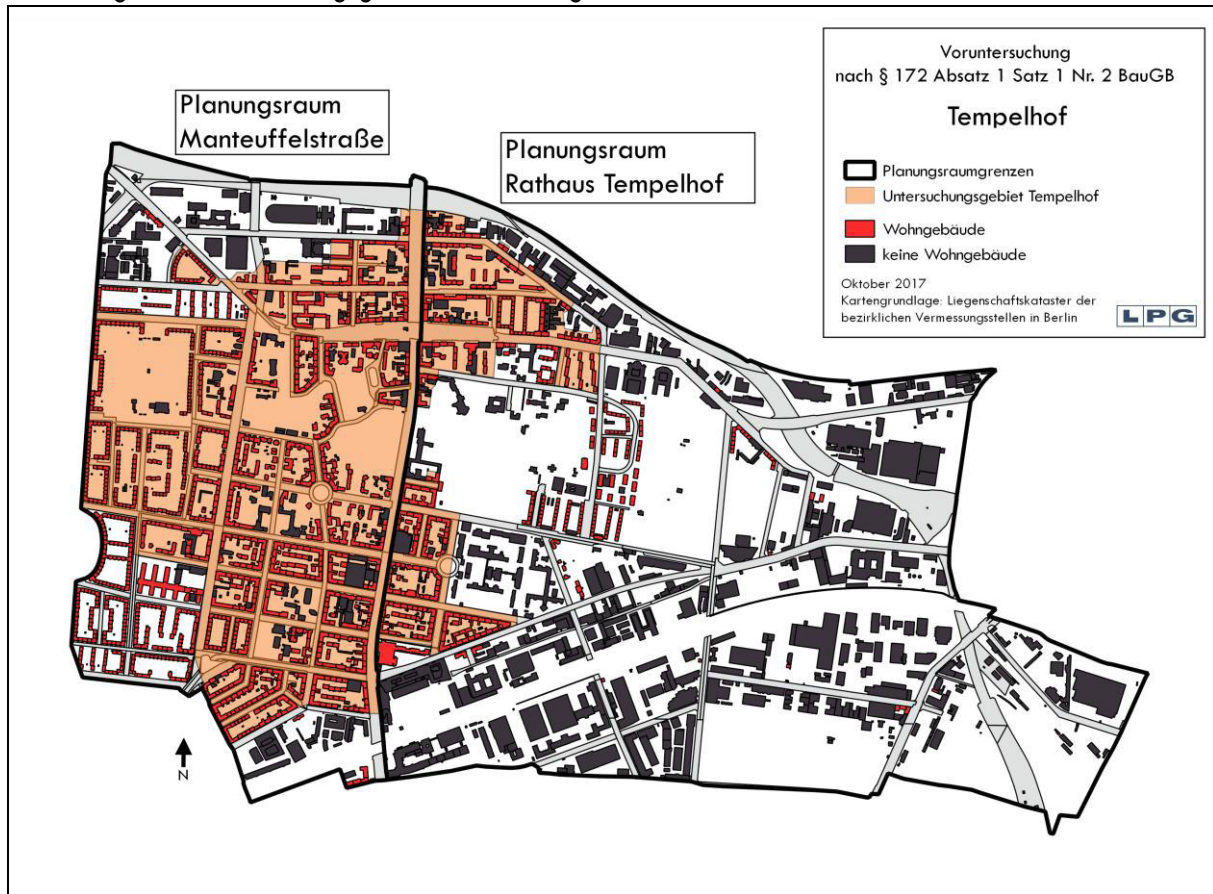 Planungsraum
Manteuffelstraße
Planungsraum
Rathaus Tempelhof
Voruntersuchung
nach § 172 Absatz 1 Satz 1 Nr. 2 BauGB
Tempelhof
Planungsraumgrenzen
Untersuchungsgebiet Tempelhof
Wohngebäude
keine Wohngebäude
Oktober 2017
Kartengrundlage: Liegenschaftskataster der
bezirklichen Vermessungsstellen in Berlin
LPG
N